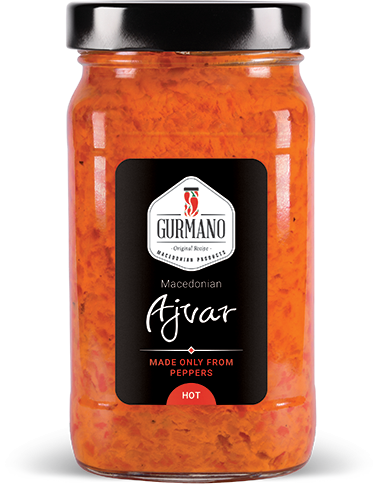 GURMANO
- Original Recipe -
MACEDONIAN PRODUCTS
Macedonian
Ajvar
MADE ONLY FROM
PEPPERS
HOT